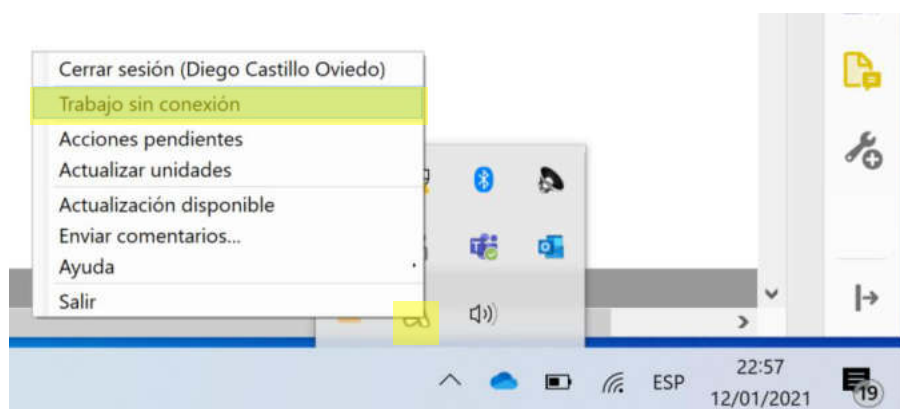 Cerrar sesión (Diego Castillo Oviedo)
Trabajo sin conexión
Acciones pendientes
Actualizar unidades
Actualización disponible
Enviar comentarios...
Ayuda
Salir
ESP
22:57
12/01/2021
19